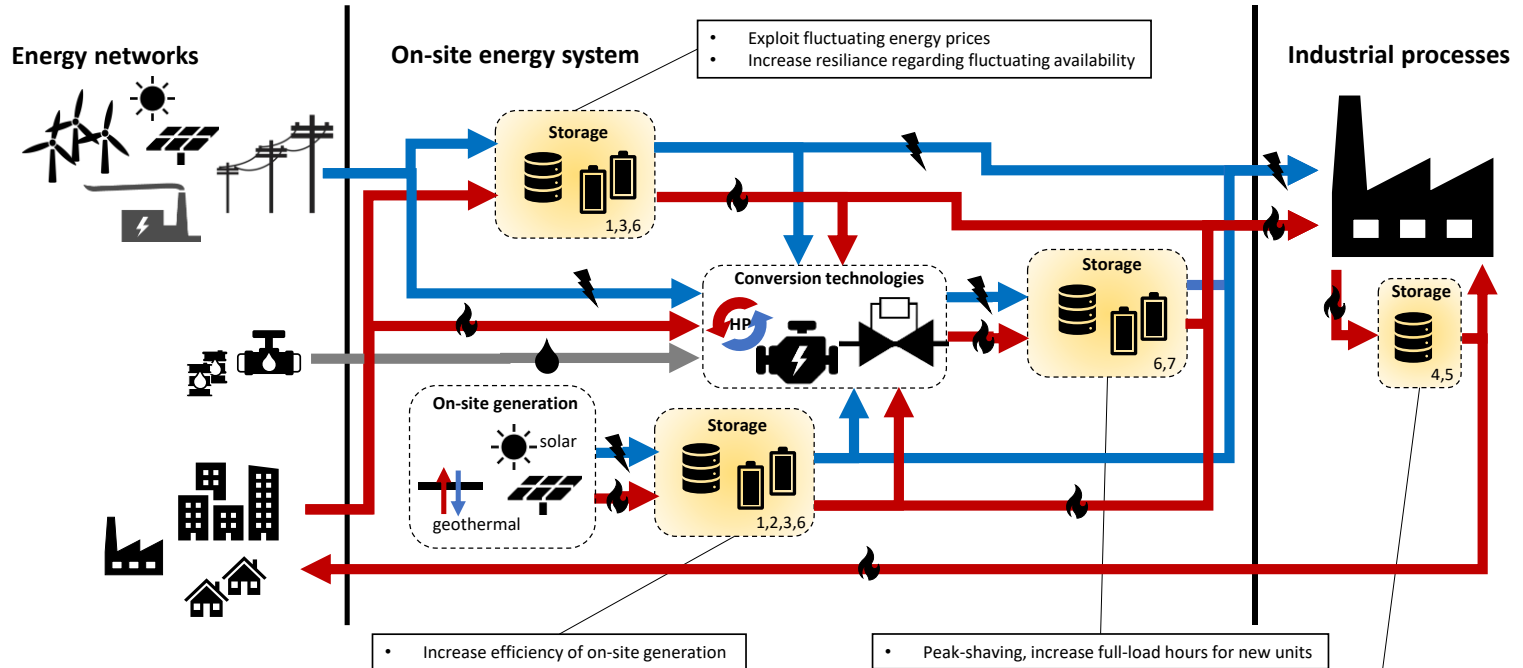 • Exploit fluctuating energy prices
• Increase resiliance regarding fluctuating availability
Energy networks
On-site energy system
Industrial processes
Storage
1,3,6
Conversion technologies
HP
Storage
6,7
Storage
4,5
On-site generation
solar
geothermal
Storage
1,2,3,6
• Increase efficiency of on-site generation
• Peak-shaving, increase full-load hours for new units